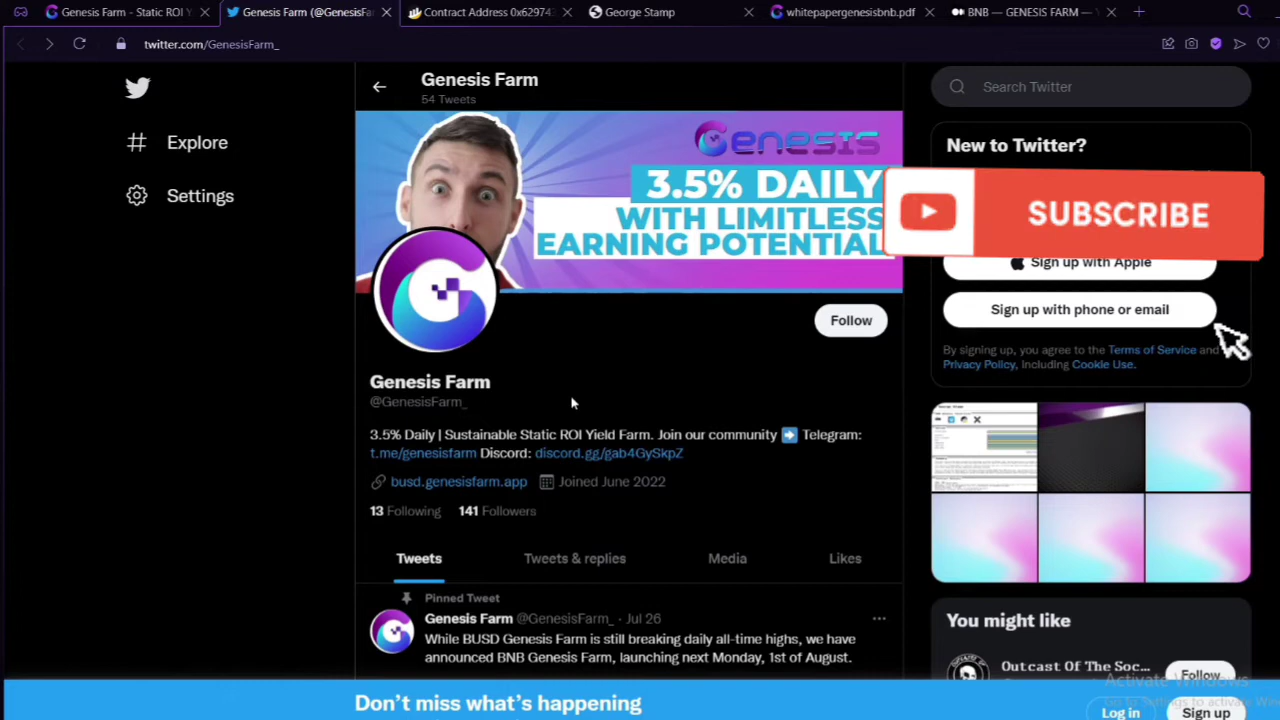 Genesis Farm - Static ROI Y
Genesis Farm (@GenesisFa
Contract Address 0x62974
George Stamp
whitepapergenesisbnb.pdf
BNB — GENESIS FARM —
twitter.com/GenesisFarm_
Explore
Settings
Genesis Farm
54 Tweets
Genesis
3.5% DAILY
WITH LIMITLESS
EARNING POTENTIAL
Follow
Genesis Farm
@GenesisFarm_
3.5% Daily | Sustainable Static ROI Yield Farm. Join our community ➡️ Telegram:
t.me/genesisfarm Discord: discord.gg/gab4GySkpZ
busd.genesisfarm.app Joined June 2022
13 Following 141 Followers
Tweets Tweets & replies Media Likes
Pinned Tweet
Genesis Farm @GenesisFarm_ · Jul 26
While BUSD Genesis Farm is still breaking daily all-time highs, we have
announced BNB Genesis Farm, launching next Monday, 1st of August.
Search Twitter
New to Twitter?
SUBSCRIBE
Sign up with Apple
Sign up with phone or email
By signing up, you agree to the Terms of Service and
Privacy Policy, including Cookie Use.
You might like
Outcast Of The Soc...
Follow
Activate Windows
Go to Settings to activate
Don't miss what's happening
Log in
Sign up